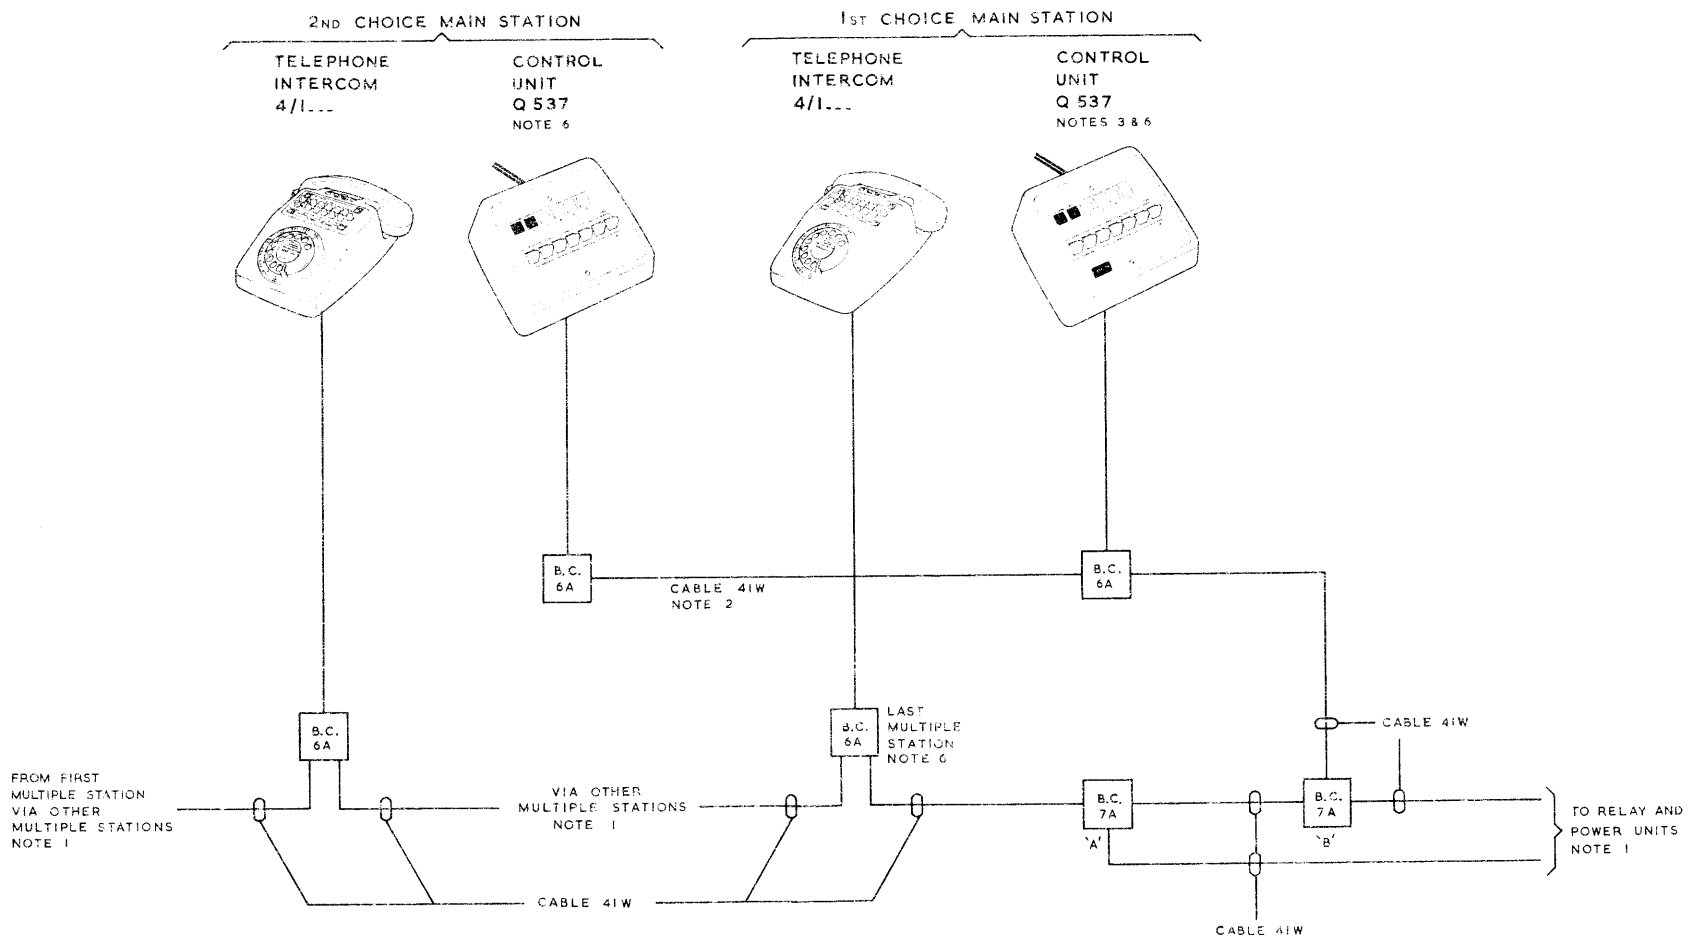 2ND CHOICE MAIN STATION
1ST CHOICE MAIN STATION
TELEPHONE
INTERCOM
4/1---
CONTROL
UNIT
Q 537
NOTE 6
TELEPHONE
INTERCOM
4/1---
CONTROL
UNIT
Q 537
NOTES 3 & 6
B.C.
6A
CABLE 41W
NOTE 2
B.C.
6A
B.C.
6A
B.C.
6A
LAST
MULTIPLE
STATION
NOTE 6
CABLE 41W
FROM FIRST
MULTIPLE STATION
VIA OTHER
MULTIPLE STATIONS
NOTE 1
VIA OTHER
MULTIPLE STATIONS
NOTE 1
B.C.
7A
'A'
B.C.
7A
'B'
TO RELAY AND
POWER UNITS
NOTE 1
CABLE 41W
CABLE 41W